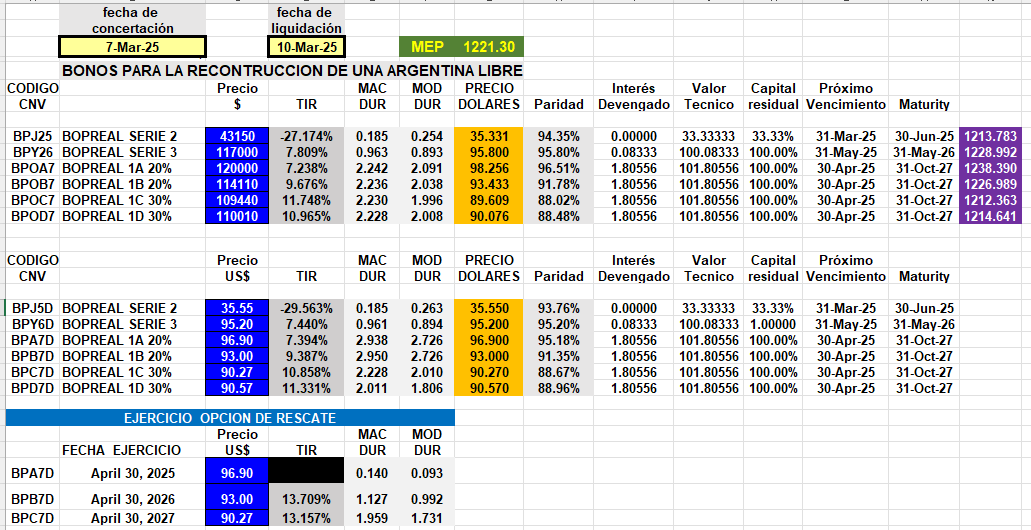 fecha de fecha de
concertación liquidación
7-Mar-25 10-Mar-25 MEP 1221.30
BONOS PARA LA RECONTRUCCION DE UNA ARGENTINA LIBRE
CODIGO Precio MAC MOD PRECIO Interés Valor Capital Próximo
CNV $ TIR DUR DUR DOLARES Paridad Devengado Tecnico residual Vencimiento Maturity
BPJ25 BOPREAL SERIE 2 43150 -27.174% 0.185 0.254 35.331 94.35% 0.00000 33.33333 33.33% 31-Mar-25 30-Jun-25 1213.783
BPY26 BOPREAL SERIE 3 117000 7.809% 0.963 0.893 95.800 95.80% 0.08333 100.08333 100.00% 31-May-25 31-May-26 1228.992
BPOA7 BOPREAL 1A 20% 120000 7.238% 2.242 2.091 98.256 96.51% 1.80556 101.80556 100.00% 30-Apr-25 31-Oct-27 1238.390
BPOB7 BOPREAL 1B 20% 114110 9.676% 2.236 2.038 93.433 91.78% 1.80556 101.80556 100.00% 30-Apr-25 31-Oct-27 1226.989
BPOC7 BOPREAL 1C 30% 109440 11.748% 2.230 1.996 89.609 88.02% 1.80556 101.80556 100.00% 30-Apr-25 31-Oct-27 1212.363
BPOD7 BOPREAL 1D 30% 110010 10.965% 2.228 2.008 90.076 88.48% 1.80556 101.80556 100.00% 30-Apr-25 31-Oct-27 1214.641
CODIGO Precio MAC MOD PRECIO Interés Valor Capital Próximo
CNV US$ TIR DUR DUR DOLARES Paridad Devengado Tecnico residual Vencimiento Maturity
BPJ5D BOPREAL SERIE 2 35.55 -29.563% 0.185 0.263 35.550 93.76% 0.00000 33.33333 33.33% 31-Mar-25 30-Jun-25
BPY6D BOPREAL SERIE 3 95.20 7.440% 0.961 0.894 95.200 95.20% 0.08333 100.08333 1.00000 31-May-25 31-May-26
BPA7D BOPREAL 1A 20% 96.90 7.394% 2.938 2.726 96.900 95.18% 1.80556 101.80556 100.00% 30-Apr-25 31-Oct-27
BPB7D BOPREAL 1B 20% 93.00 9.387% 2.950 2.726 93.000 91.35% 1.80556 101.80556 100.00% 30-Apr-25 31-Oct-27
BPC7D BOPREAL 1C 30% 90.27 10.858% 2.228 2.010 90.270 88.67% 1.80556 101.80556 100.00% 30-Apr-25 31-Oct-27
BPD7D BOPREAL 1D 30% 90.57 11.331% 2.011 1.806 90.570 88.96% 1.80556 101.80556 100.00% 30-Apr-25 31-Oct-27
EJERCICIO OPCION DE RESCATE
Precio MAC MOD
FECHA EJERCICIO US$ TIR DUR DUR
BPA7D April 30, 2025 96.90 0.140 0.093
BPB7D April 30, 2026 93.00 13.709% 1.127 0.992
BPC7D April 30, 2027 90.27 13.157% 1.959 1.731